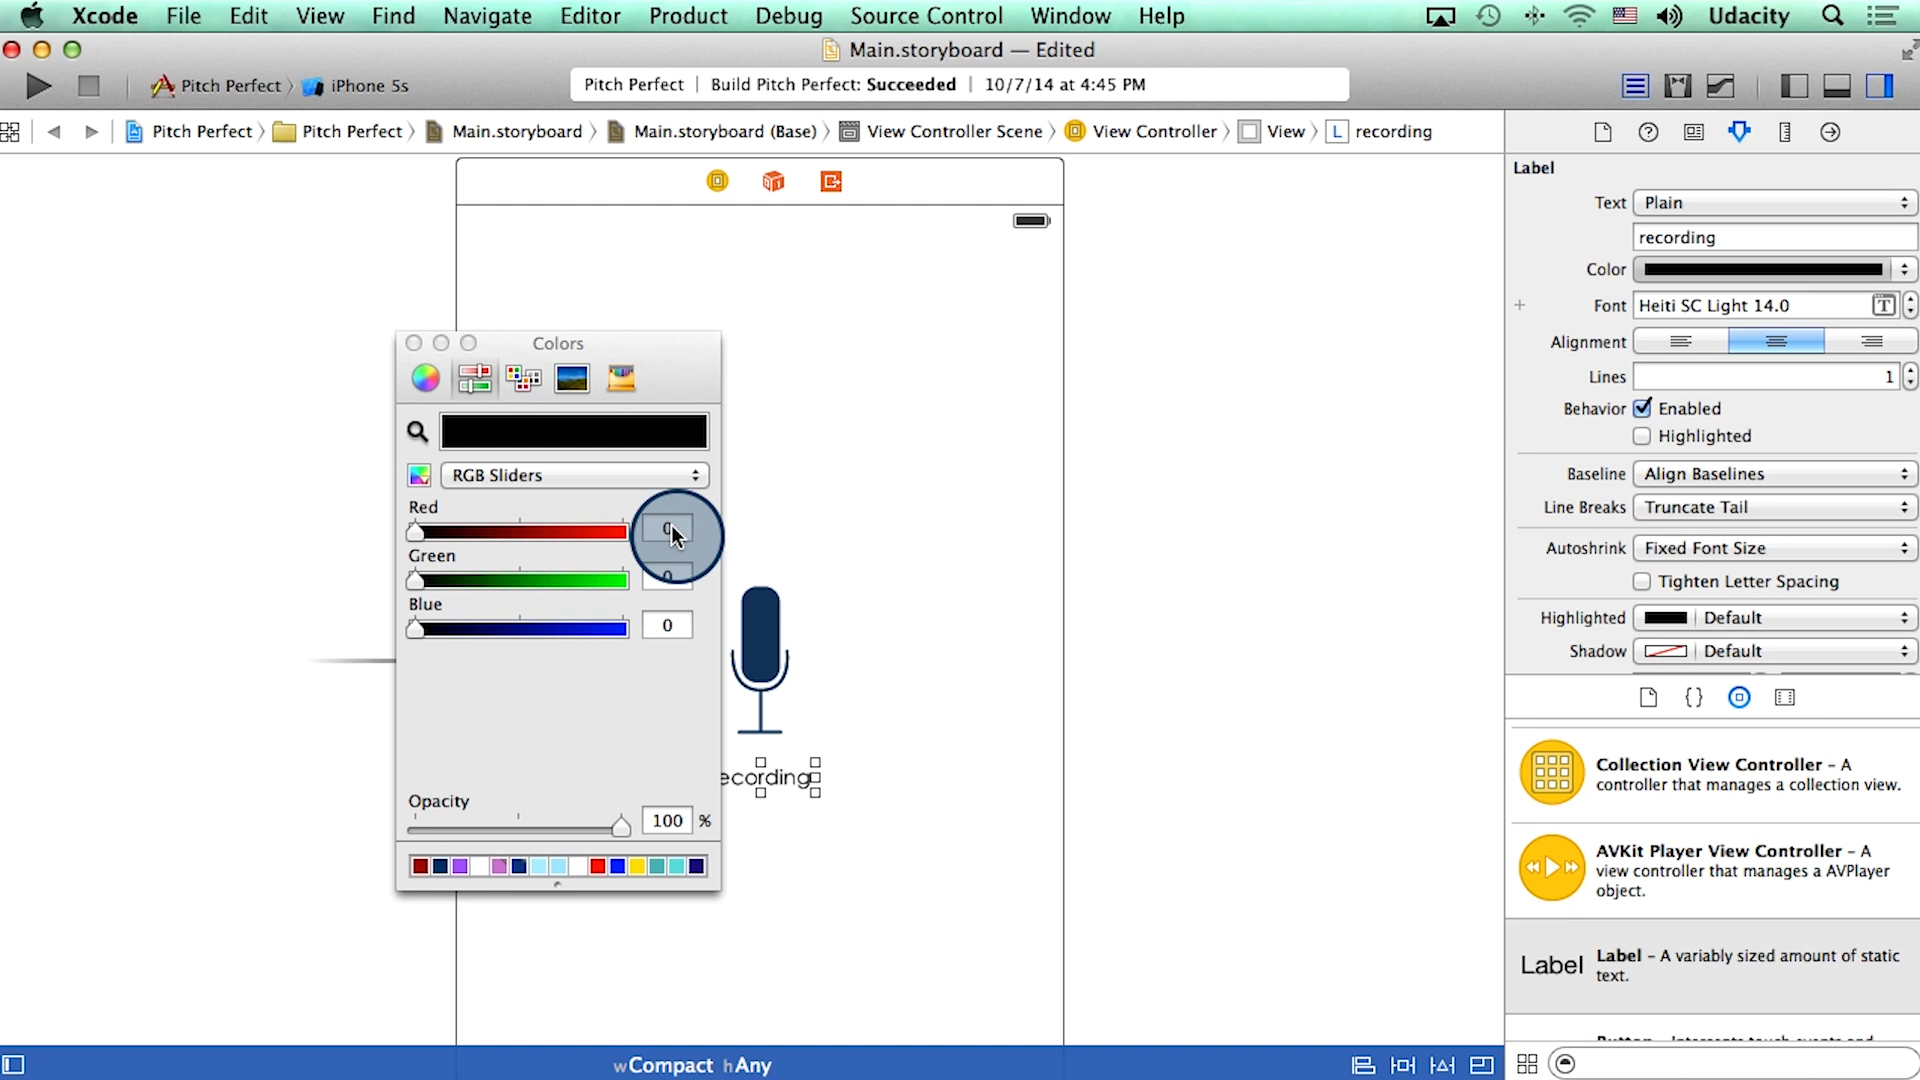 Xcode File Edit View Find Navigate Editor Product Debug Source Control Window Help Udacity
Main.storyboard — Edited
Pitch Perfect iPhone 5s
Pitch Perfect | Build Pitch Perfect: Succeeded | 10/7/14 at 4:45 PM
Pitch Perfect Pitch Perfect Main.storyboard Main.storyboard (Base) View Controller Scene View Controller View L recording
Label
Text Plain
recording
Color
Font Heiti SC Light 14.0 T
Alignment
Lines 1
Behavior Enabled
Highlighted
Baseline Align Baselines
Line Breaks Truncate Tail
Autoshrink Fixed Font Size
Tighten Letter Spacing
Highlighted Default
Shadow Default
Colors
RGB Sliders
Red 0
Green 0
Blue 0
Opacity
100 %
ecording
{}
Collection View Controller – A
controller that manages a collection view.
AVKit Player View Controller – A
view controller that manages a AVPlayer
object.
Label
Label – A variably sized amount of static
text.
wCompact hAny